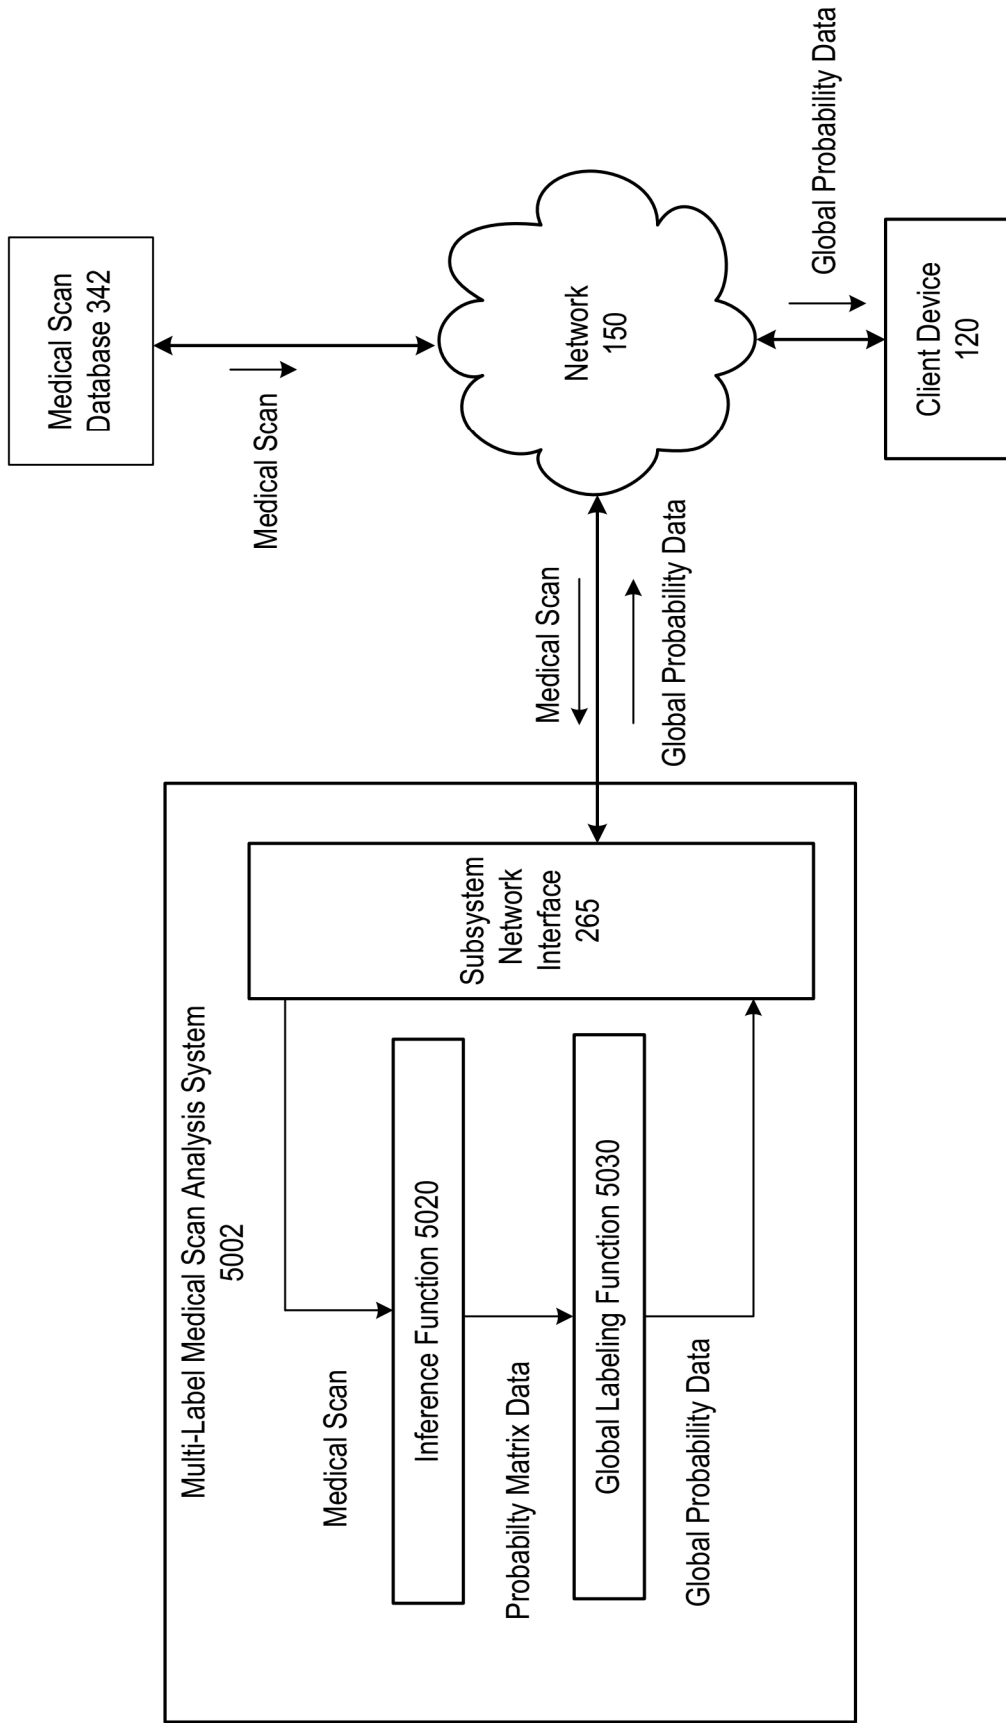 Multi-Label Medical Scan Analysis System
5002
Medical Scan
Inference Function 5020
Probabilty Matrix Data
Global Labeling Function 5030
Global Probability Data
Subsystem
Network
Interface
265
Medical Scan
Global Probability Data
Medical Scan
Database 342
Medical Scan
Network
150
Global Probability Data
Client Device
120